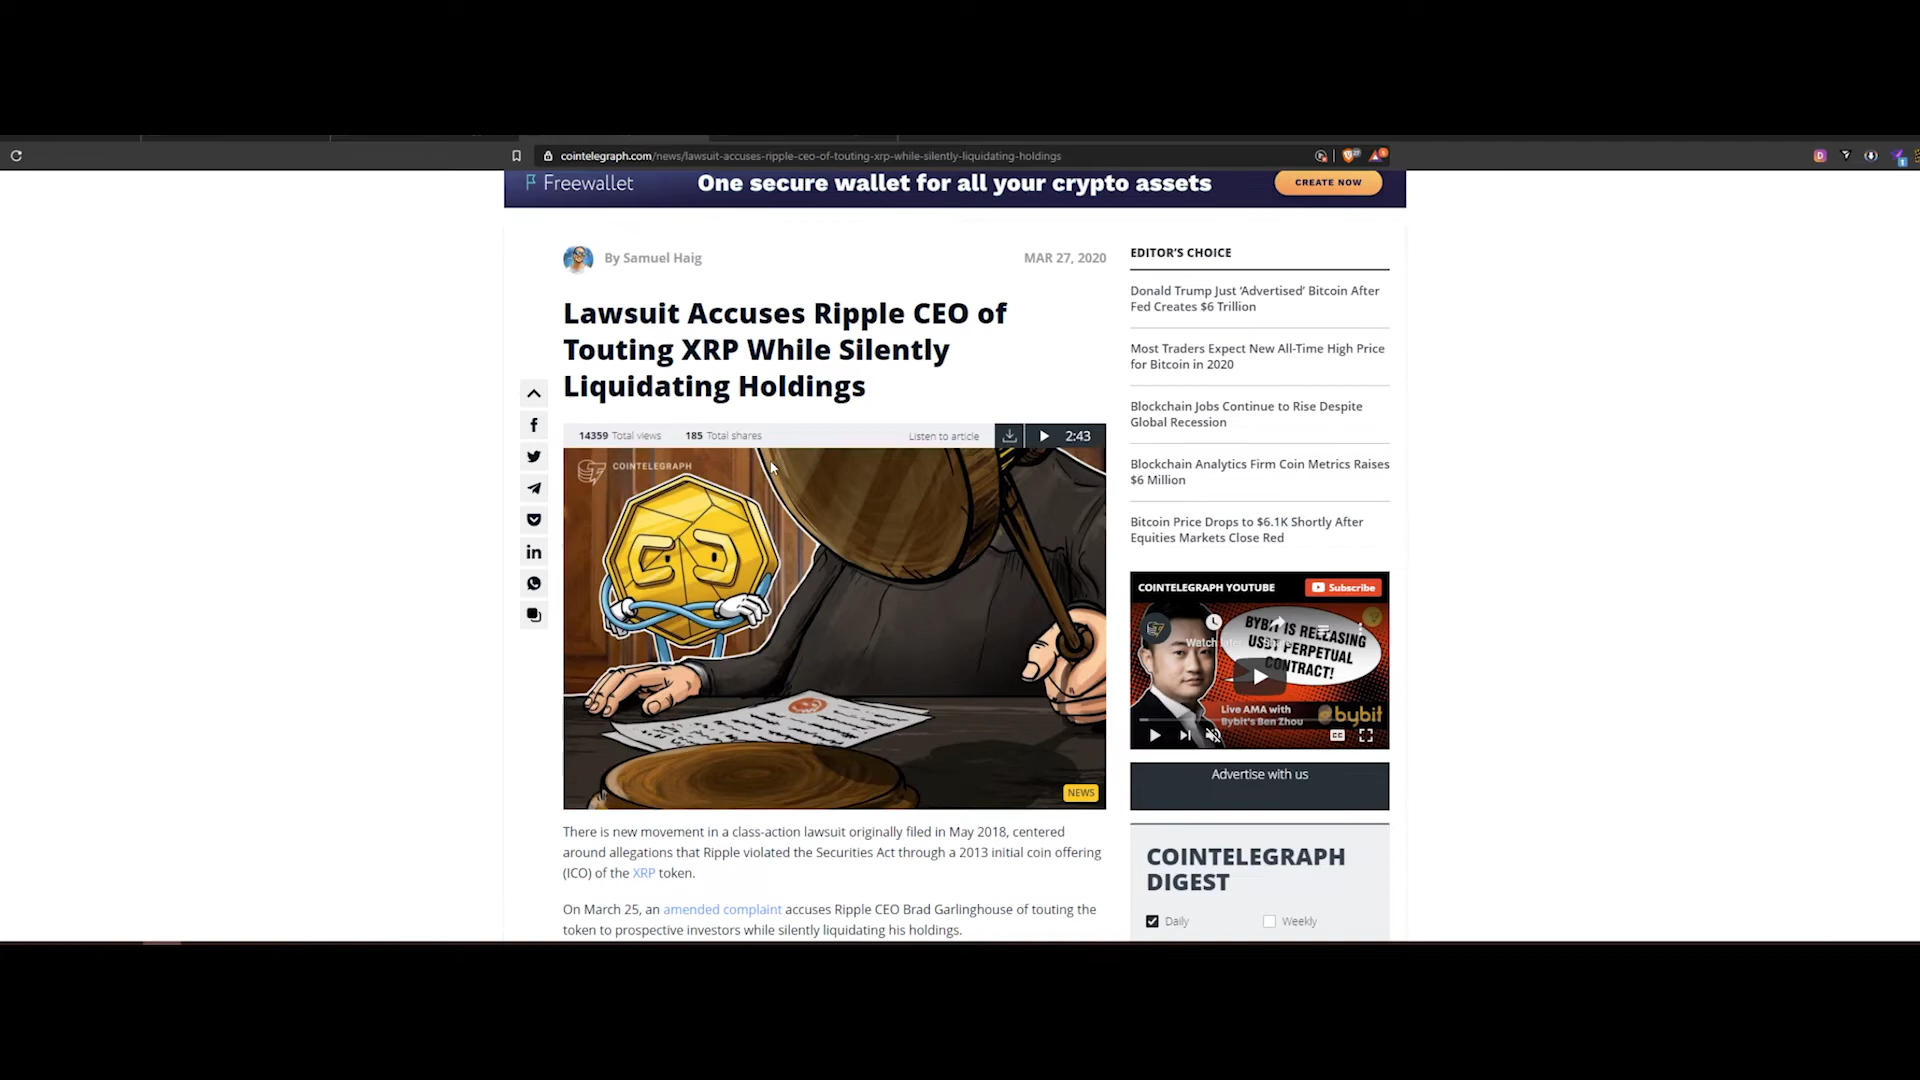 cointelegraph.com/news/lawsuit-accuses-ripple-ceo-of-touting-xrp-while-silently-liquidating-holdings
Freewallet
One secure wallet for all your crypto assets
CREATE NOW
By Samuel Haig
MAR 27, 2020
Lawsuit Accuses Ripple CEO of
Touting XRP While Silently
Liquidating Holdings
14359 Total views
185 Total shares
Listen to article
2:43
COINTELEGRAPH
NEWS
There is new movement in a class-action lawsuit originally filed in May 2018, centered
around allegations that Ripple violated the Securities Act through a 2013 initial coin offering
(ICO) of the XRP token.
On March 25, an amended complaint accuses Ripple CEO Brad Garlinghouse of touting the
token to prospective investors while silently liquidating his holdings.
EDITOR'S CHOICE
Donald Trump Just ‘Advertised’ Bitcoin After
Fed Creates $6 Trillion
Most Traders Expect New All-Time High Price
for Bitcoin in 2020
Blockchain Jobs Continue to Rise Despite
Global Recession
Blockchain Analytics Firm Coin Metrics Raises
$6 Million
Bitcoin Price Drops to $6.1K Shortly After
Equities Markets Close Red
COINTELEGRAPH YOUTUBE
Subscribe
BYBIT IS RELEASING
USDT PERPETUAL
CONTRACT!
Watch later
Live AMA with
Bybit's Ben Zhou
bybit
Advertise with us
COINTELEGRAPH
DIGEST
Daily
Weekly